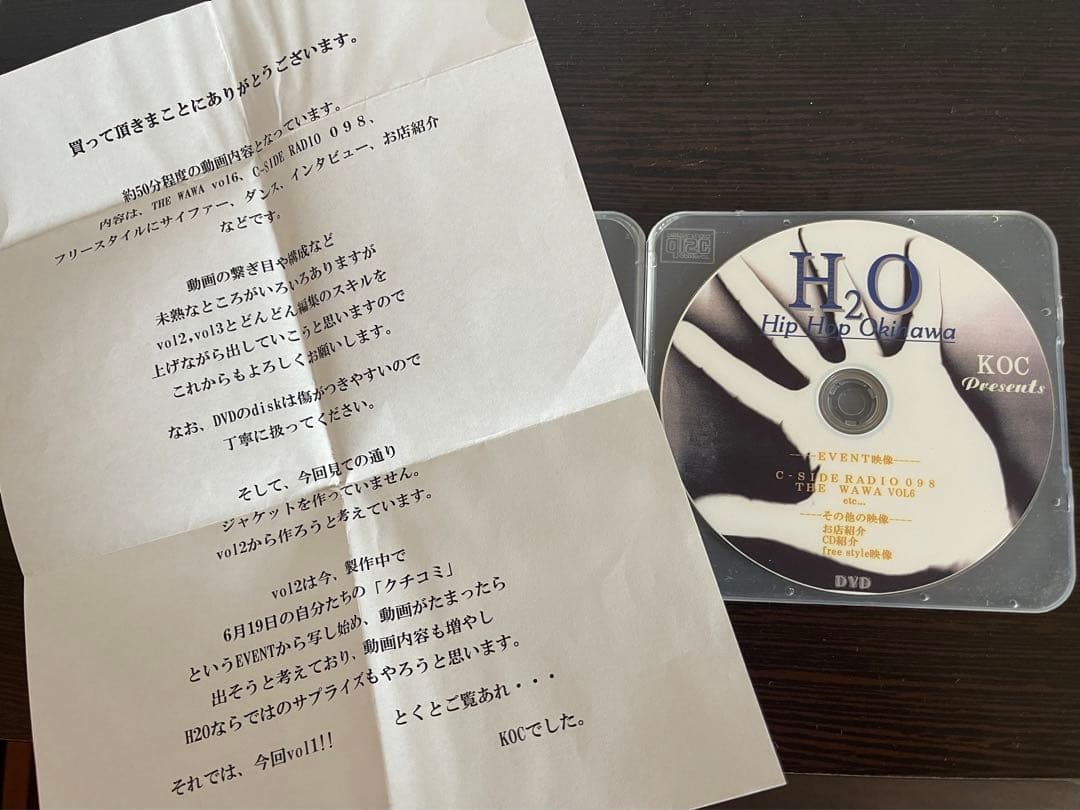 買って頂きまことにありがとうございます。
約50分程度の動画内容となっています。
内容は、THE WAWA vol6、C-SIDE RADIO 098、
フリースタイルにサイファー、ダンス、インタビュー、お店紹介
などです。
動画の繋ぎ目や構成など
未熟なところがいろいろありますが
vol2,vol3とどんどん編集のスキルを
上げながら出していこうと思いますので
これからもよろしくお願いします。
なお、DVDのdiskは傷がつきやすいので
丁寧に扱ってください。
そして、今回見ての通り
ジャケットを作っていません。
vol2から作ろうと考えています。
vol2は今、製作中で
6月19日の自分たちの「クチコミ」
というEVENTから写し始め、動画がたまったら
出そうと考えており、動画内容も増やし
H20ならではのサプライズもやろうと思います。
それでは、今回vol1!!
とくとご覧あれ・・・
KOCでした。
H2O
Hip Hop Okinawa
KOC
Presents
-----EVENT映像-----
C-SIDE RADIO 098
THE WAWA VOL6
etc...
----その他の映像----
お店紹介
CD紹介
free style映像
DVD